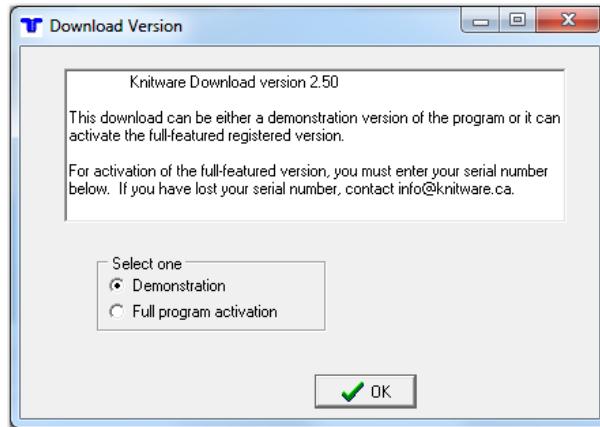 Download Version
Knitware Download version 2.50
This download can be either a demonstration version of the program or it can
activate the full-featured registered version.
For activation of the full-featured version, you must enter your serial number
below.  If you have lost your serial number, contact info@knitware.ca.
Select one
Demonstration
Full program activation
OK